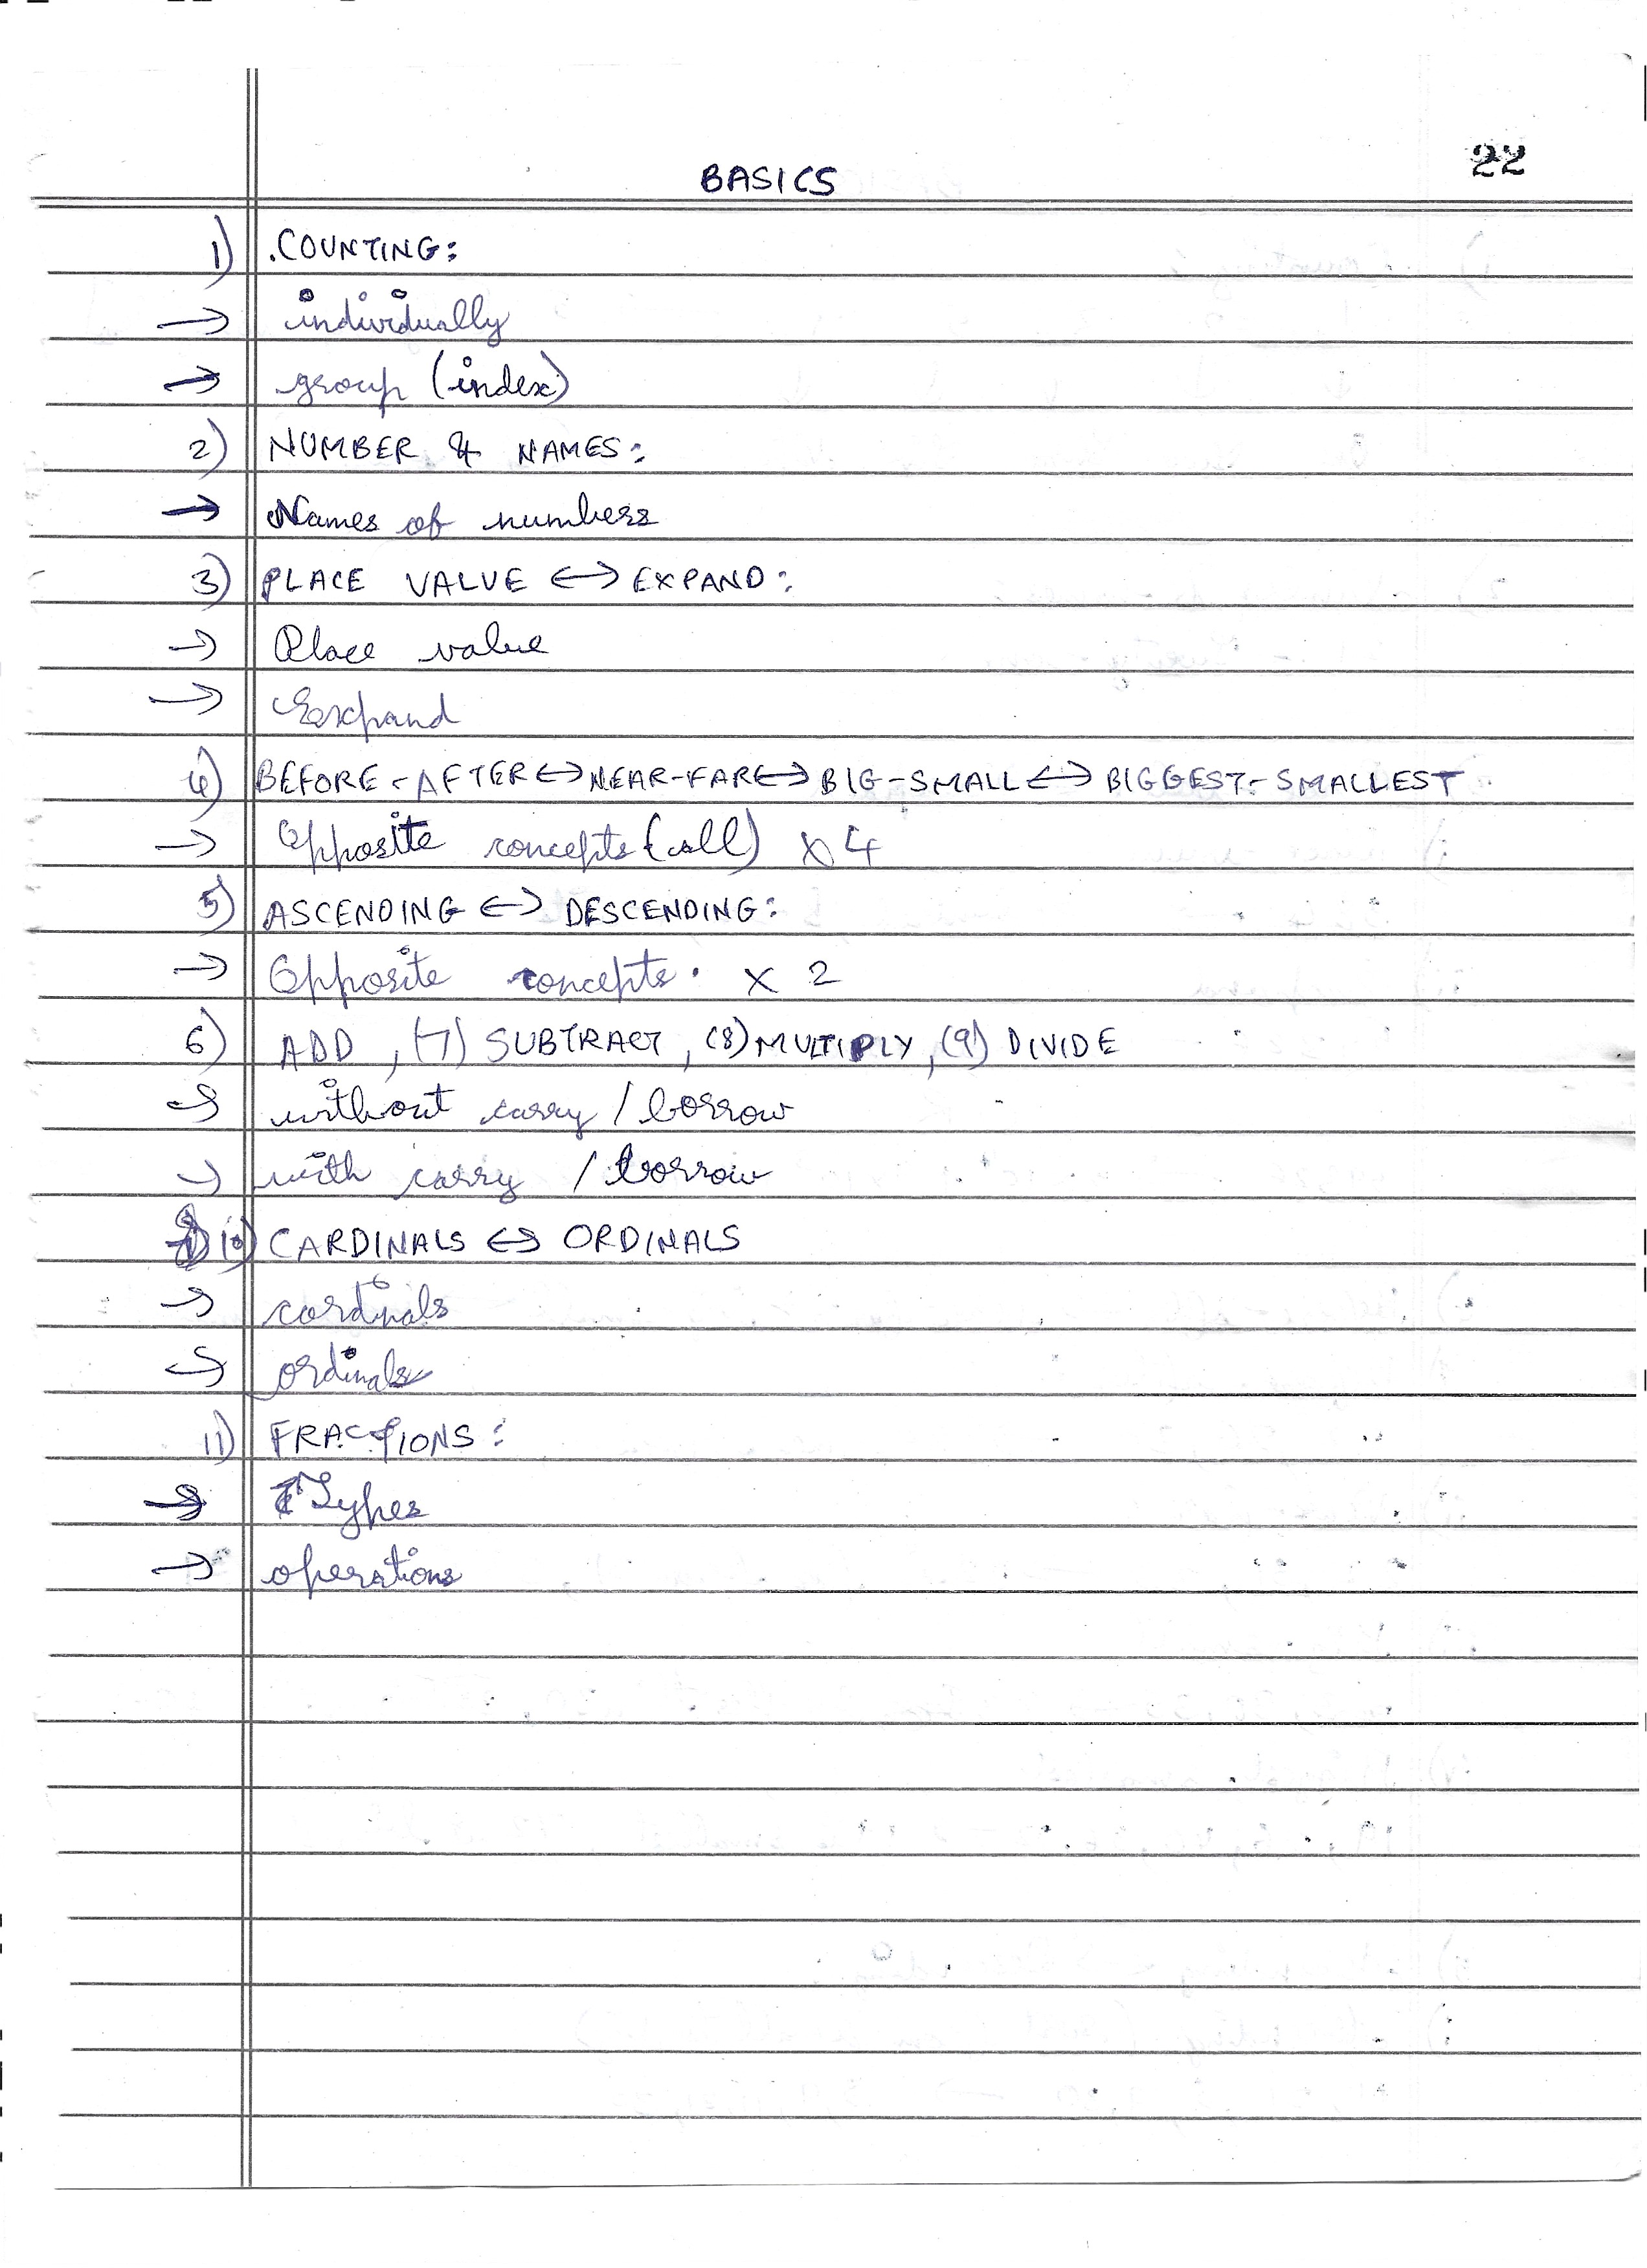 22
BASICS
1) .COUNTING:
→ individually
→ group (index)
2) NUMBER & NAMES:
→ Names of numbers
3) PLACE VALUE ↔ EXPAND:
→ Place value
→ Expand
4) BEFORE - AFTER ↔ NEAR-FAR ↔ BIG-SMALL ↔ BIGGEST-SMALLEST
→ Opposite concepts (all) x 4
5) ASCENDING ↔ DESCENDING:
→ Opposite concepts. x 2
6) ADD, (7) SUBTRACT, (8) MULTIPLY, (9) DIVIDE
→ without carry / borrow
→ with carry / borrow
10) CARDINALS ↔ ORDINALS
→ cardinals
→ ordinals
11) FRACTIONS:
→ Types
→ operations